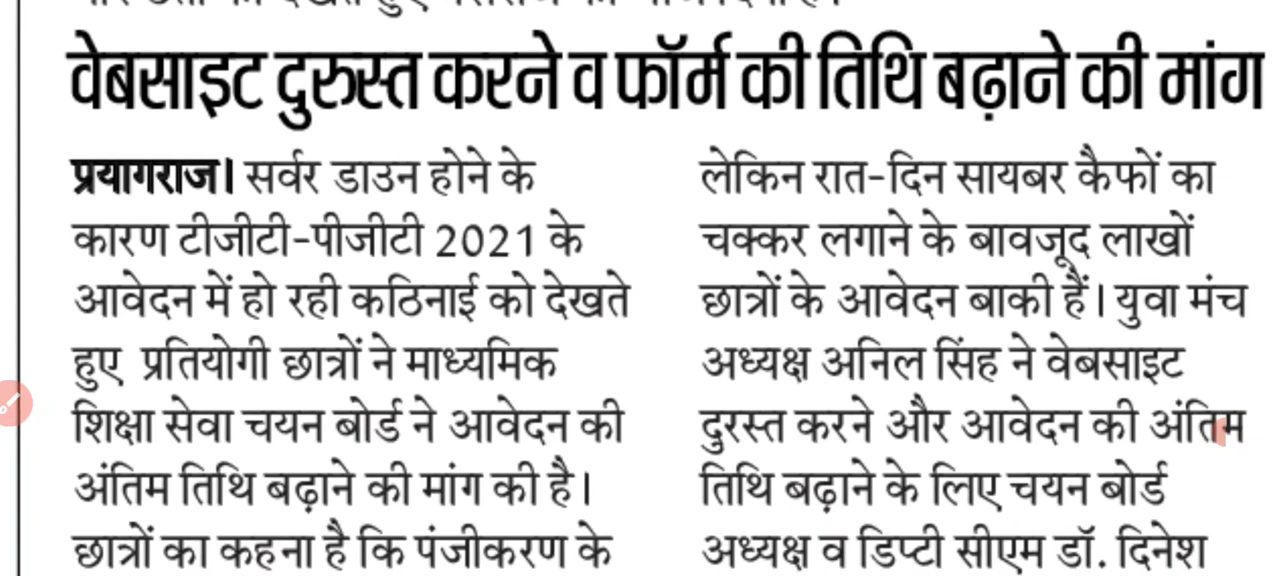 वेबसाइट दुरुस्त करने व फॉर्म की तिथि बढ़ाने की मांग
प्रयागराज। सर्वर डाउन होने के
कारण टीजीटी-पीजीटी 2021 के
आवेदन में हो रही कठिनाई को देखते
हुए प्रतियोगी छात्रों ने माध्यमिक
शिक्षा सेवा चयन बोर्ड ने आवेदन की
अंतिम तिथि बढ़ाने की मांग की है।
छात्रों का कहना है कि पंजीकरण के
लेकिन रात-दिन सायबर कैफों का
चक्कर लगाने के बावजूद लाखों
छात्रों के आवेदन बाकी हैं। युवा मंच
अध्यक्ष अनिल सिंह ने वेबसाइट
दुरस्त करने और आवेदन की अंतिम
तिथि बढ़ाने के लिए चयन बोर्ड
अध्यक्ष व डिप्टी सीएम डॉ. दिनेश